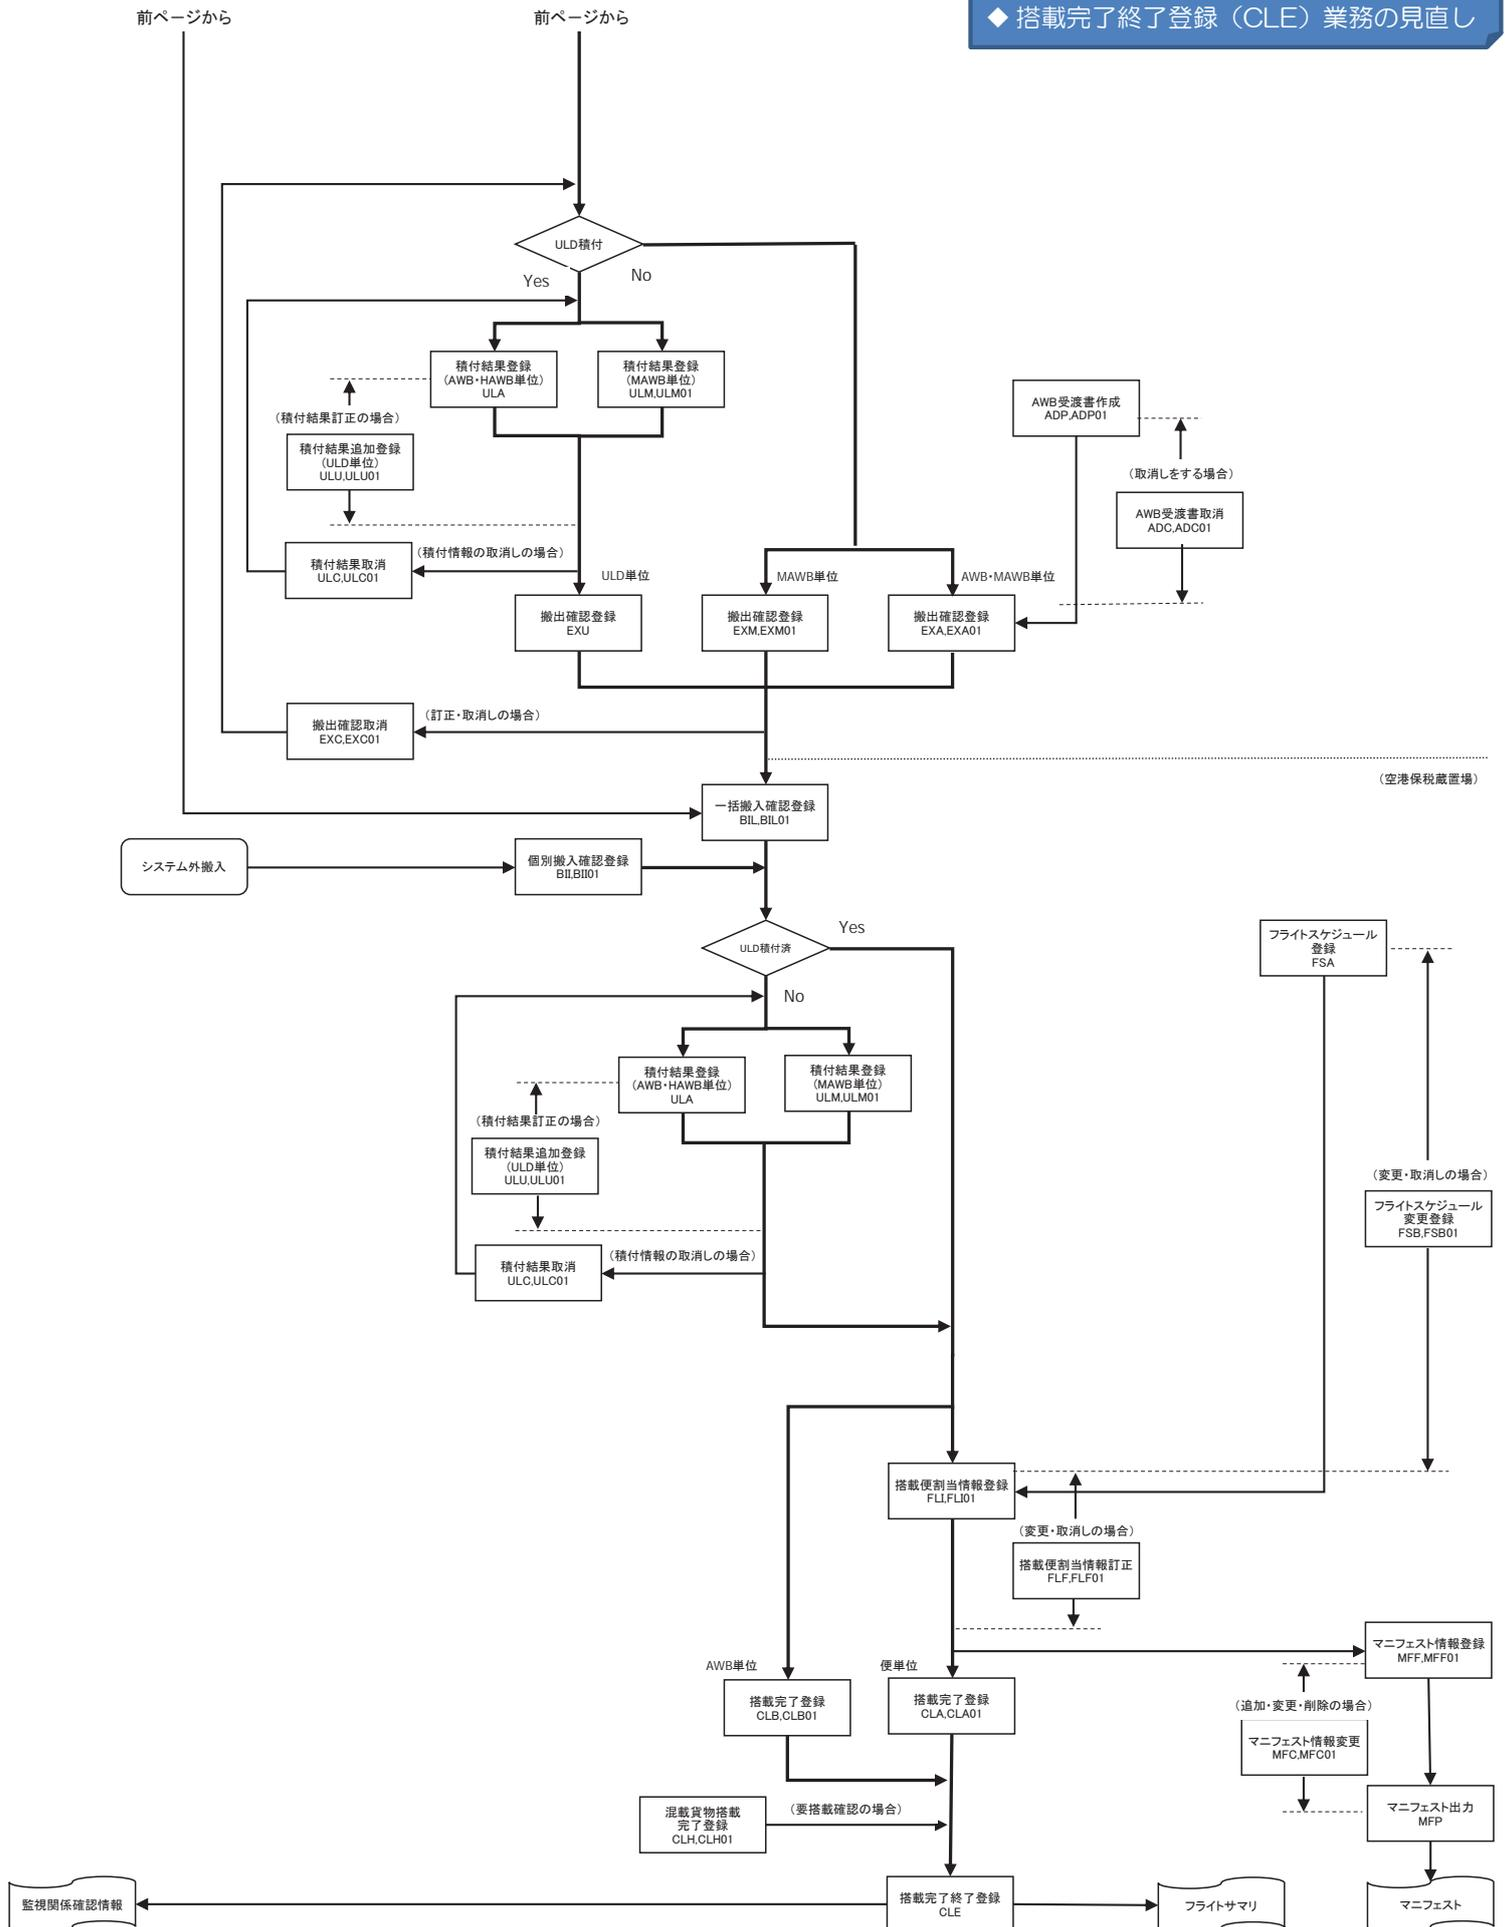 前ページから
前ページから
◆ 搭載完了終了登録（CLE）業務の見直し
ULD積付
Yes
No
積付結果登録
（AWB・HAWB単位）
ULA
積付結果登録
（MAWB単位）
ULM,ULM01
（積付結果訂正の場合）
積付結果追加登録
（ULD単位）
ULU,ULU01
AWB受渡書作成
ADP,ADP01
（取消しをする場合）
AWB受渡書取消
ADC,ADC01
積付結果取消
ULC,ULC01
（積付情報の取消しの場合）
ULD単位
MAWB単位
AWB・MAWB単位
搬出確認登録
EXU
搬出確認登録
EXM,EXM01
搬出確認登録
EXA,EXA01
搬出確認取消
EXC,EXC01
（訂正・取消しの場合）
（空港保税蔵置場）
一括搬入確認登録
BIL,BIL01
システム外搬入
個別搬入確認登録
BII,BII01
ULD積付済
Yes
No
フライトスケジュール
登録
FSA
積付結果登録
（AWB・HAWB単位）
ULA
積付結果登録
（MAWB単位）
ULM,ULM01
（積付結果訂正の場合）
積付結果追加登録
（ULD単位）
ULU,ULU01
（変更・取消しの場合）
フライトスケジュール
変更登録
FSB,FSB01
積付結果取消
ULC,ULC01
（積付情報の取消しの場合）
搭載便割当情報登録
FLI,FLI01
（変更・取消しの場合）
搭載便割当情報訂正
FLF,FLF01
マニフェスト情報登録
MFF,MFF01
AWB単位
便単位
搭載完了登録
CLB,CLB01
搭載完了登録
CLA,CLA01
（追加・変更・削除の場合）
マニフェスト情報変更
MFC,MFC01
混載貨物搭載
完了登録
CLH,CLH01
（要搭載確認の場合）
マニフェスト出力
MFP
監視関係確認情報
搭載完了終了登録
CLE
フライトサマリ
マニフェスト